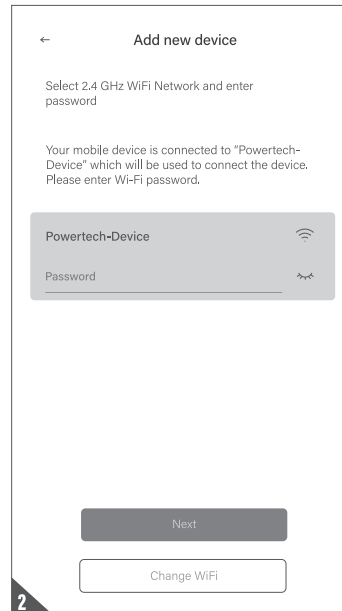 ← Add new device
Select 2.4 GHz WiFi Network and enter
password
Your mobile device is connected to "Powertech-
Device" which will be used to connect the device.
Please enter Wi-Fi password.
Powertech-Device
Password
Next
Change WiFi
2